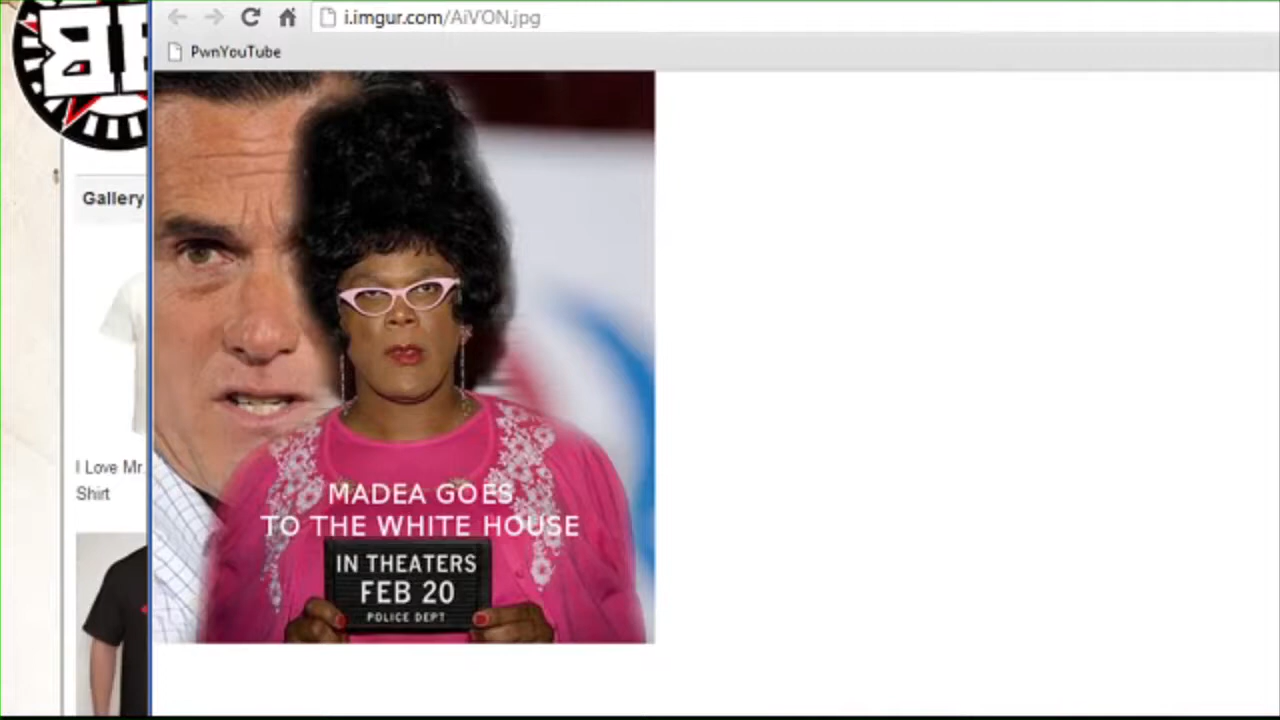 i.imgur.com/AiVON.jpg
PwnYouTube
Gallery
I Love Mr.
Shirt
MADEA GOES
TO THE WHITE HOUSE
IN THEATERS
FEB 20
POLICE DEPT